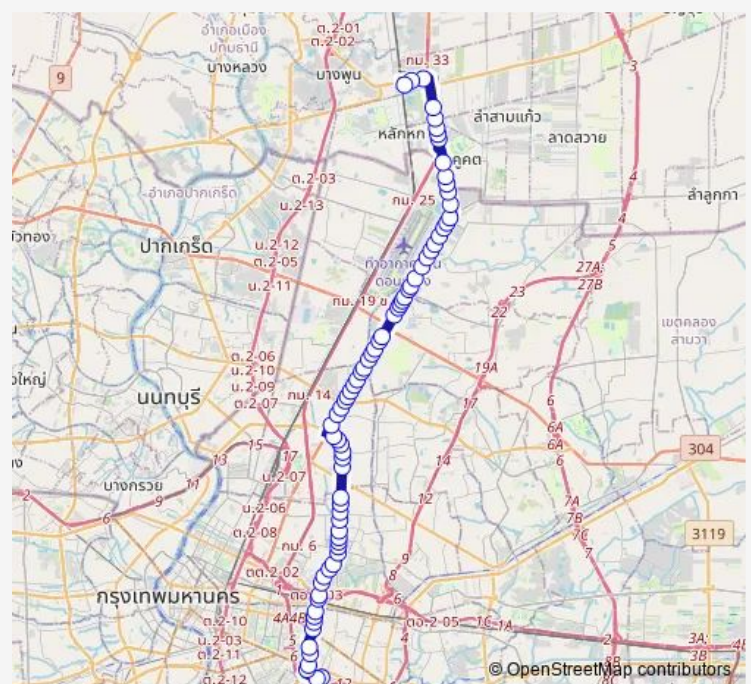 ต.2-01
ต.2-02
อำเภอเมือง
ปทุมธานี
บางหลวง
บางพูน
กม. 33
9
3
ลำสามแก้ว
หลักหก
ลาดสวาย
คูคต
ต.2-03
อำเภอปากเกร็ด
น.2-13
กม. 25
4
ลำลูกกา
4
5
ปากเกร็ด
น.2-12
ต.2-05
น.2-11
27A
27B
กม. 19 ข
23
22
เขตคลอง
สามวา
ต.2-06
น.2-10
น.2-09
ต.2-07
19A
17
นนทบุรี
กม. 14
6
6A
6A
6
304
15
17
13
11
9
6
2
บางกรวย
น.2-07
14
12
7A
7B
7C
7
น.2-06
ต.2-08
กม. 6
3119
9
8
6
กรุงเทพมหานคร
1
4A4B
ต.2-10
น.2-03
ต.2-11
ต.2-12
4
1C
1A
2
3A
3B
4
© OpenStreetMap contributors